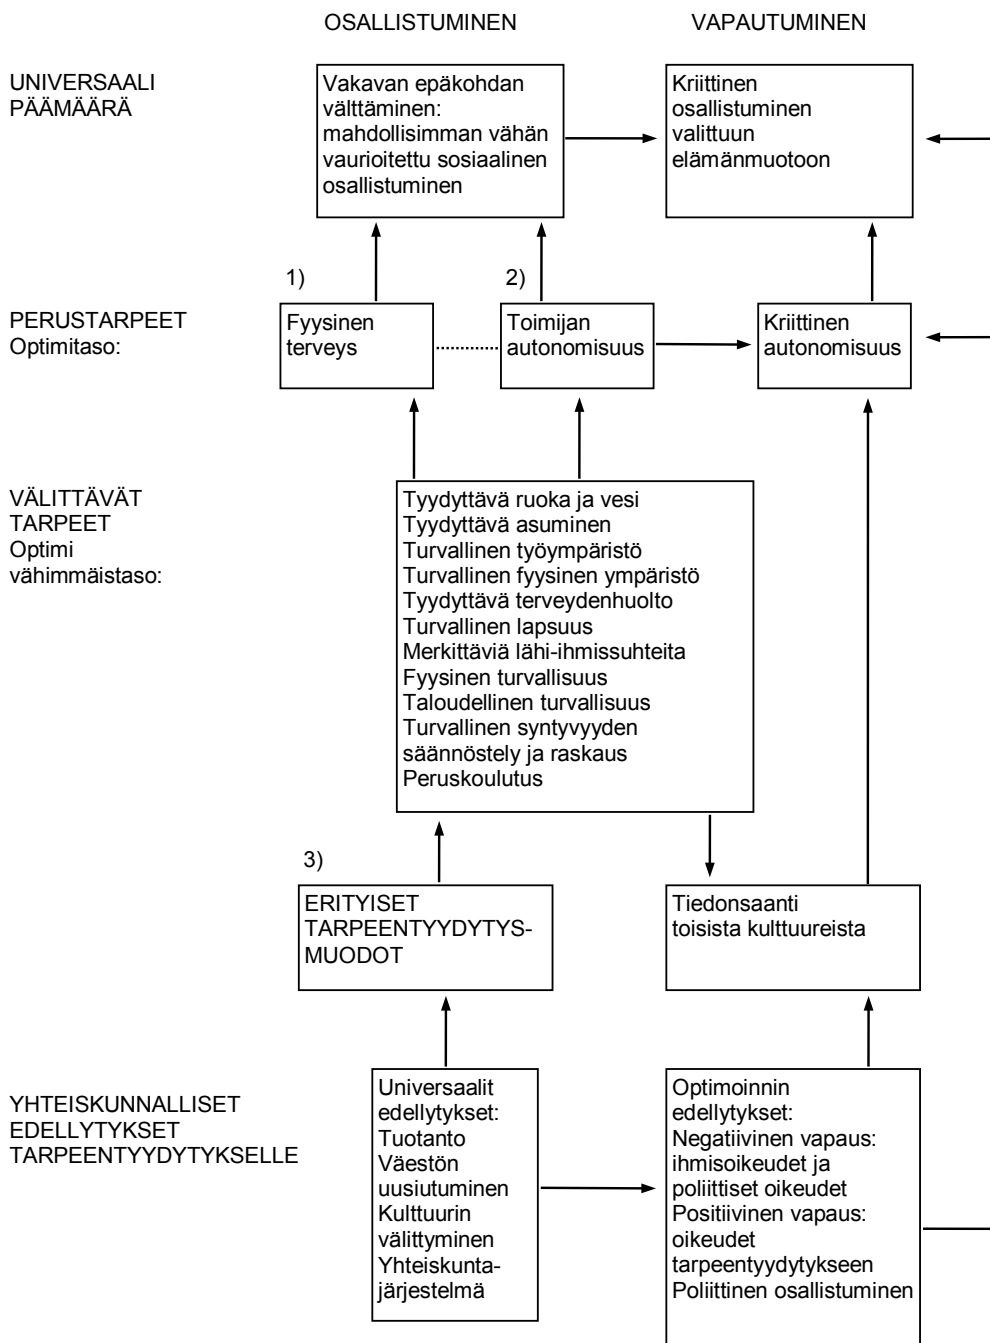 OSALLISTUMINEN
VAPAUTUMINEN
UNIVERSAALI
PÄÄMÄÄRÄ
Vakavan epäkohdan
välttäminen:
mahdollisimman vähän
vaurioitettu sosiaalinen
osallistuminen
Kriittinen
osallistuminen
valittuun
elämänmuotoon
1)
2)
PERUSTARPEET
Optimitaso:
Fyysinen
terveys
Toimijan
autonomisuus
Kriittinen
autonomisuus
VÄLITTÄVÄT
TARPEET
Optimi
vähimmäistaso:
Tyydyttävä ruoka ja vesi
Tyydyttävä asuminen
Turvallinen työympäristö
Turvallinen fyysinen ympäristö
Tyydyttävä terveydenhuolto
Turvallinen lapsuus
Merkittäviä lähi-ihmissuhteita
Fyysinen turvallisuus
Taloudellinen turvallisuus
Turvallinen syntyvyyden
säännöstely ja raskaus
Peruskoulutus
3)
ERITYISET
TARPEENTYYDYTYS-
MUODOT
Tiedonsaanti
toisista kulttuureista
YHTEISKUNNALLISET
EDELLYTYKSET
TARPEENTYYDYTYKSELLE
Universaalit
edellytykset:
Tuotanto
Väestön
uusiutuminen
Kulttuurin
välittyminen
Yhteiskunta-
järjestelmä
Optimoinnin
edellytykset:
Negatiivinen vapaus:
ihmisoikeudet ja
poliittiset oikeudet
Positiivinen vapaus:
oikeudet
tarpeentyydytykseen
Poliittinen osallistuminen